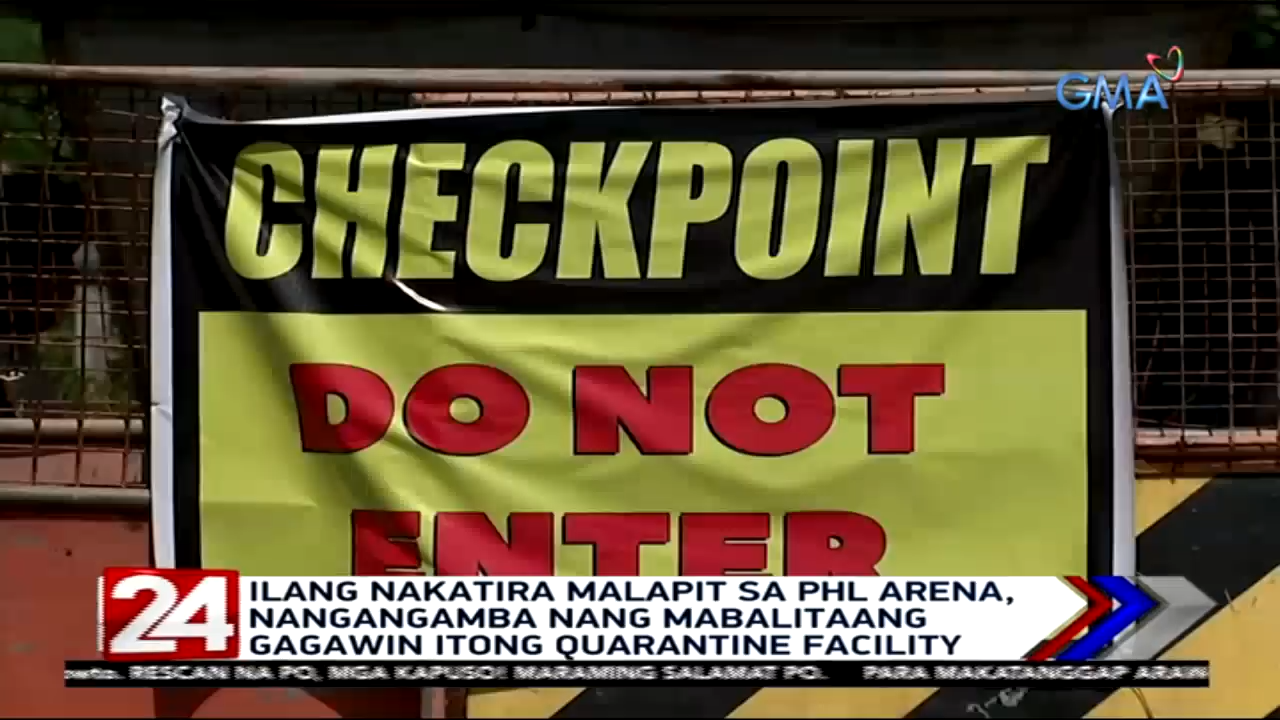 GMA
CHECKPOINT
DO NOT
ENTER
24
ILANG NAKATIRA MALAPIT SA PHL ARENA,
NANGANGAMBA NANG MABALITAANG
GAGAWIN ITONG QUARANTINE FACILITY
RESCAN NA PO, MGA KAPUSO! MARAMING SALAMAT PO. PARA MAKATANGGAP